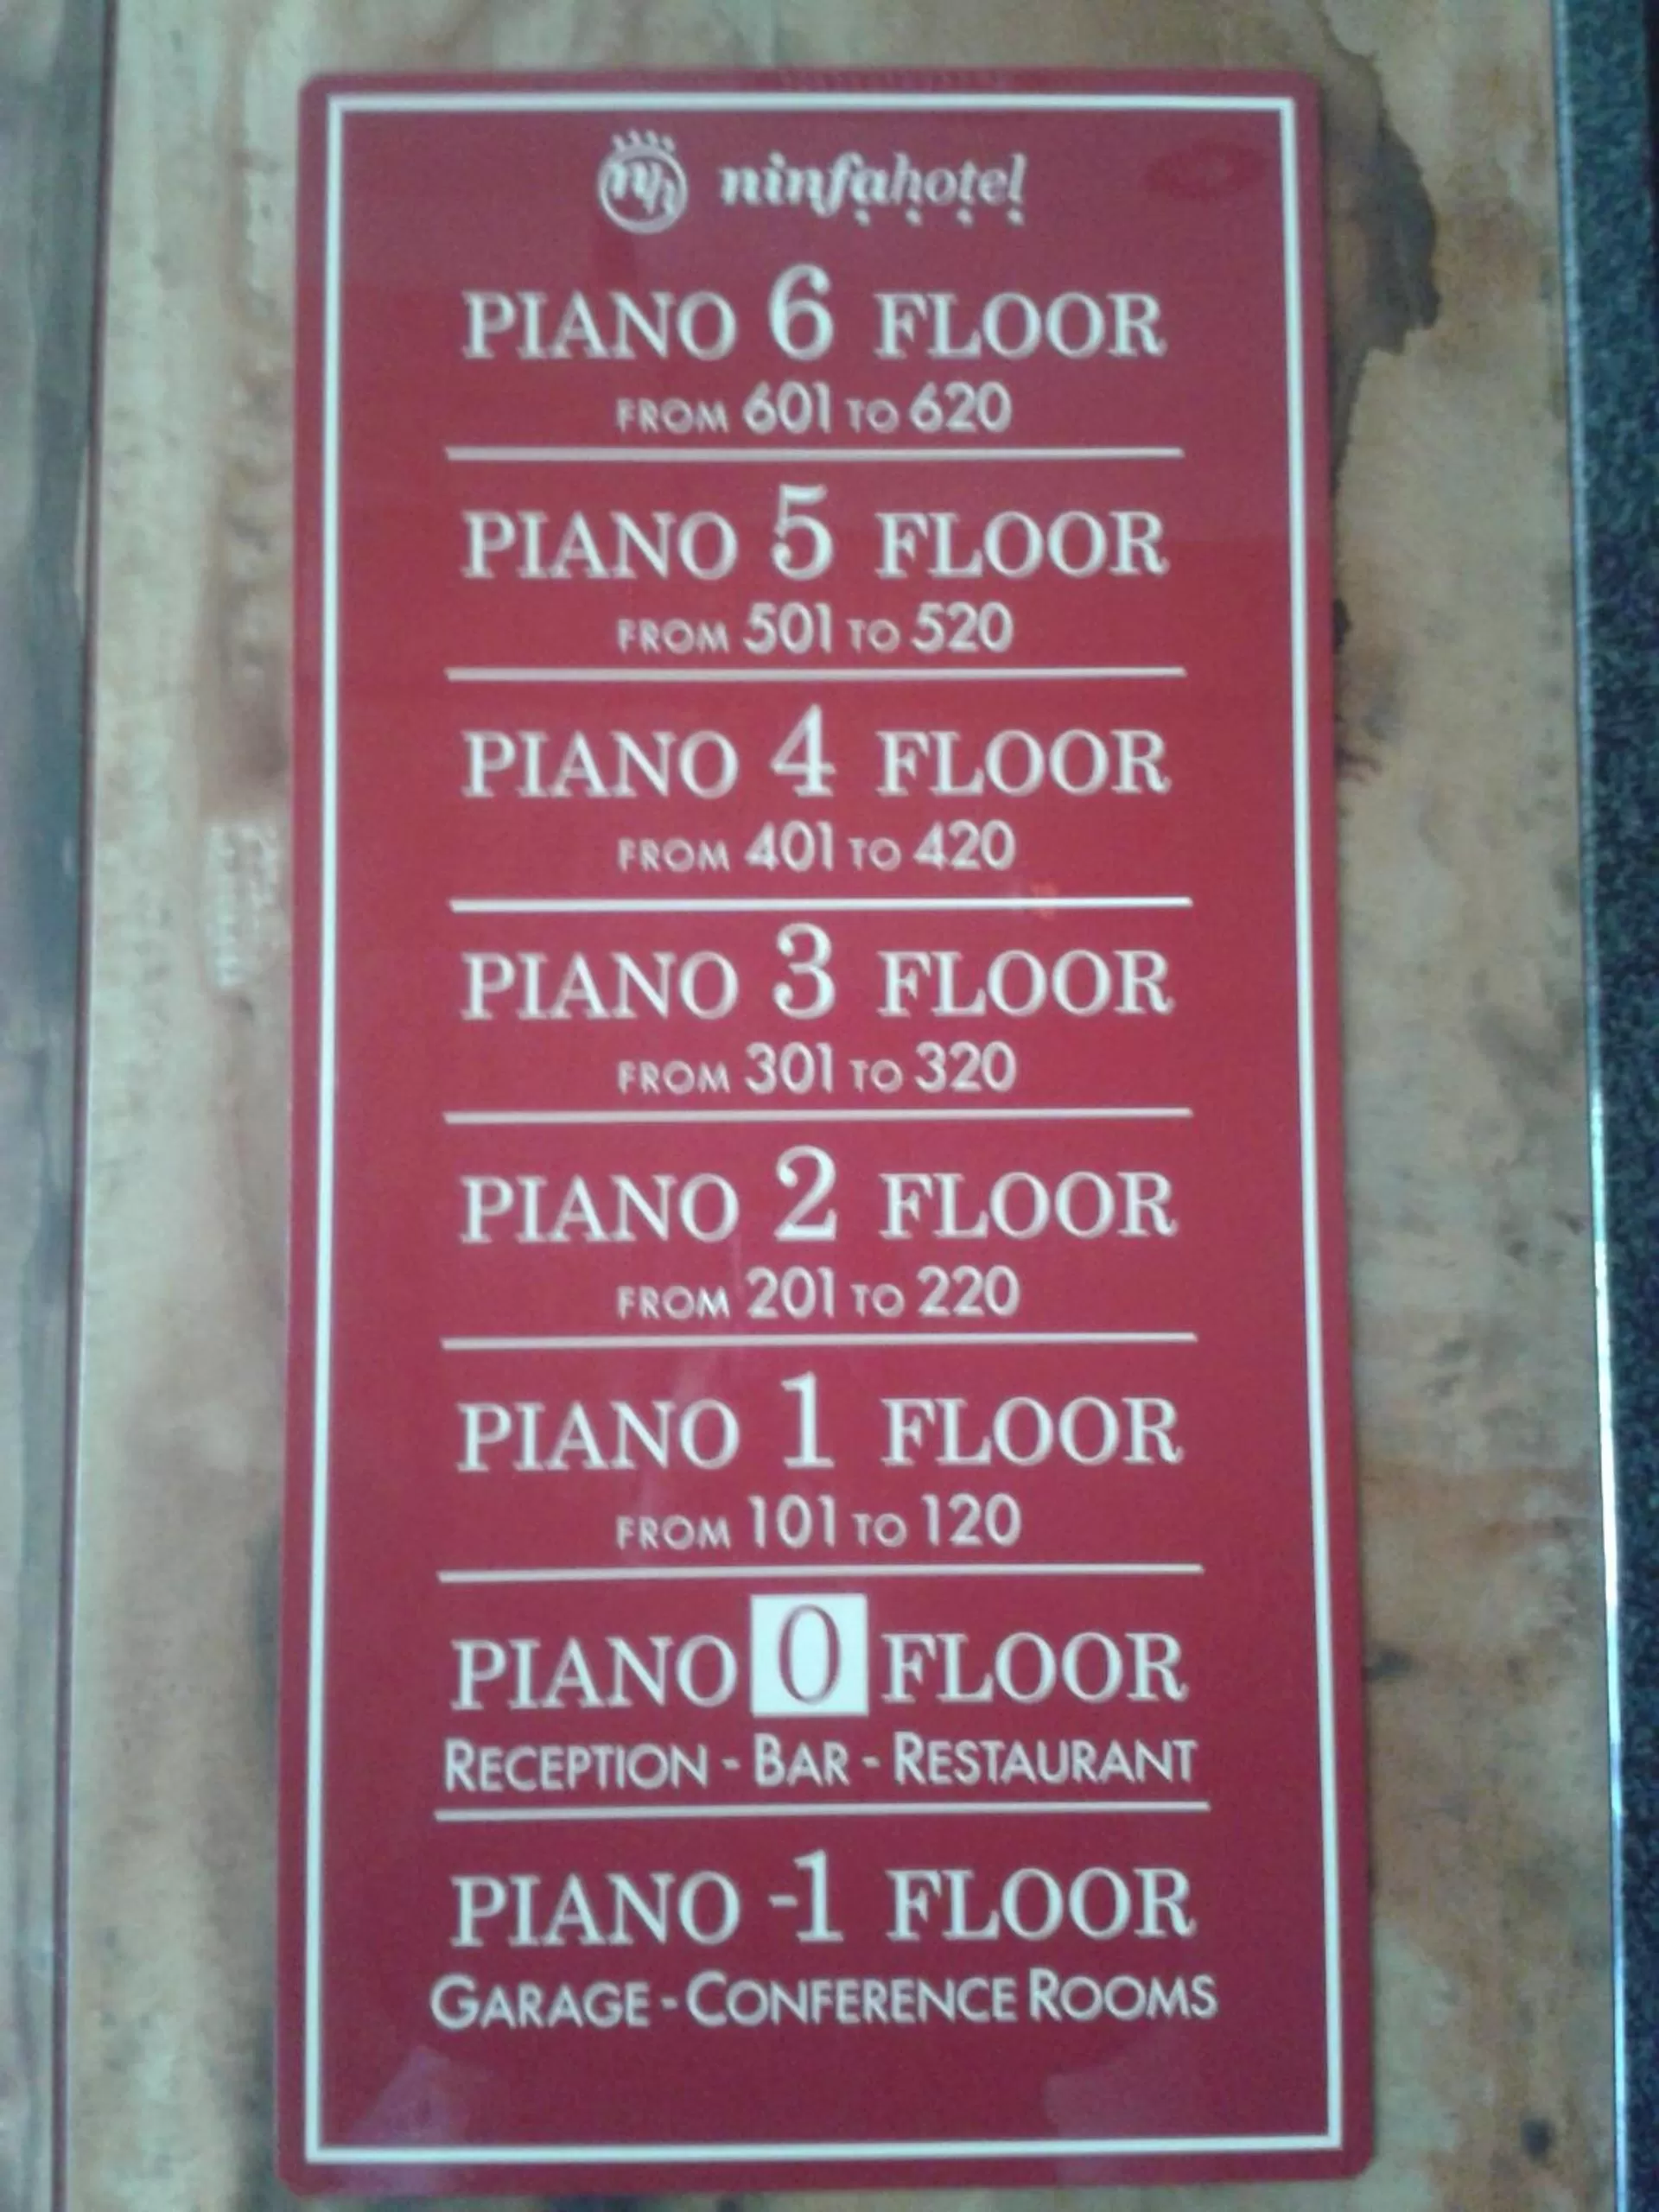 nh ninfahotel
PIANO 6 FLOOR
FROM 601 TO 620
PIANO 5 FLOOR
FROM 501 TO 520
PIANO 4 FLOOR
FROM 401 TO 420
PIANO 3 FLOOR
FROM 301 TO 320
PIANO 2 FLOOR
FROM 201 TO 220
PIANO 1 FLOOR
FROM 101 TO 120
PIANO 0 FLOOR
RECEPTION - BAR - RESTAURANT
PIANO -1 FLOOR
GARAGE - CONFERENCE ROOMS